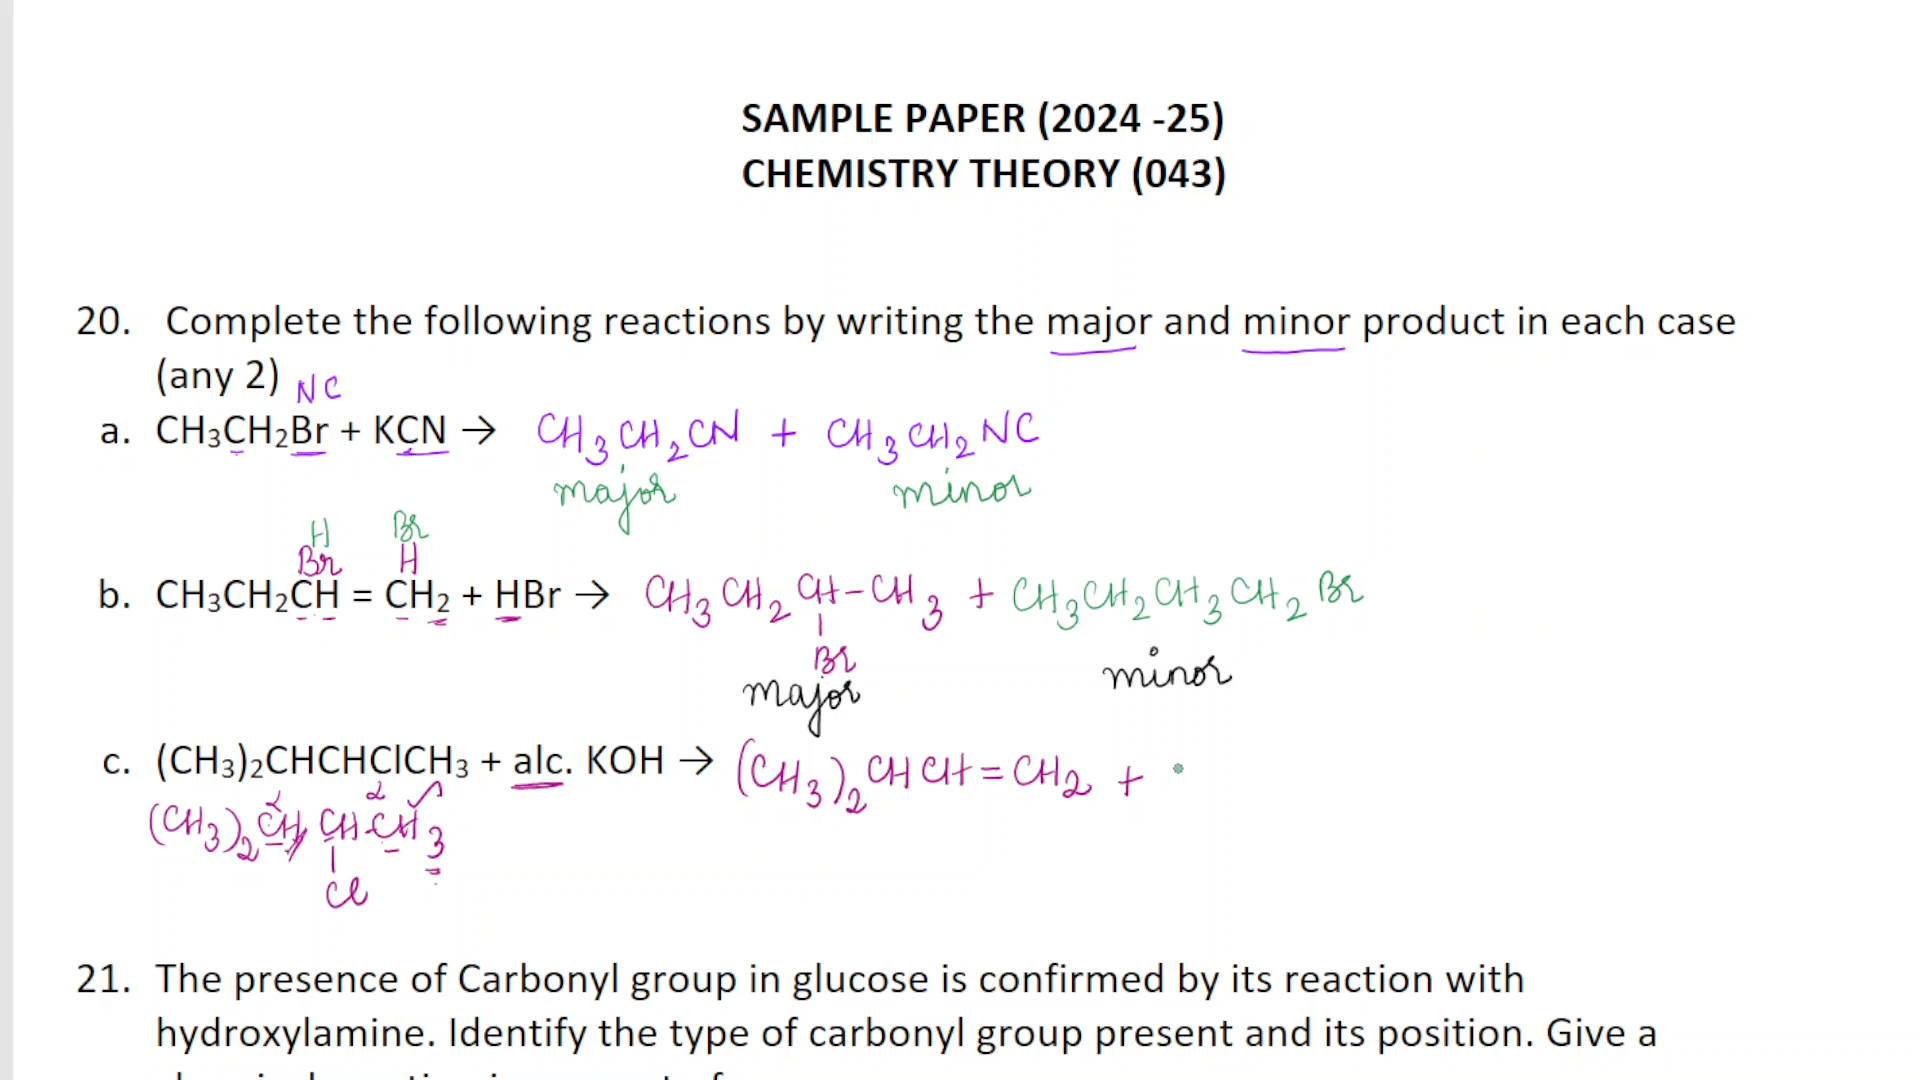 SAMPLE PAPER (2024 -25)
CHEMISTRY THEORY (043)
20. Complete the following reactions by writing the major and minor product in each case
(any 2) NC
a. CH₃CH₂Br + KCN → CH₃CH₂CN + CH₃CH₂NC
major minor
H Br
Br H
b. CH₃CH₂CH = CH₂ + HBr → CH₃CH₂CH-CH₃ + CH₃CH₂CH₃CH₂Br
Br
major minor
c. (CH₃)₂CHCHClCH₃ + alc. KOH → (CH₃)₂CHCH=CH₂ +
α α
(CH₃)₂CH CH-CH₃
Cl
21. The presence of Carbonyl group in glucose is confirmed by its reaction with
hydroxylamine. Identify the type of carbonyl group present and its position. Give a